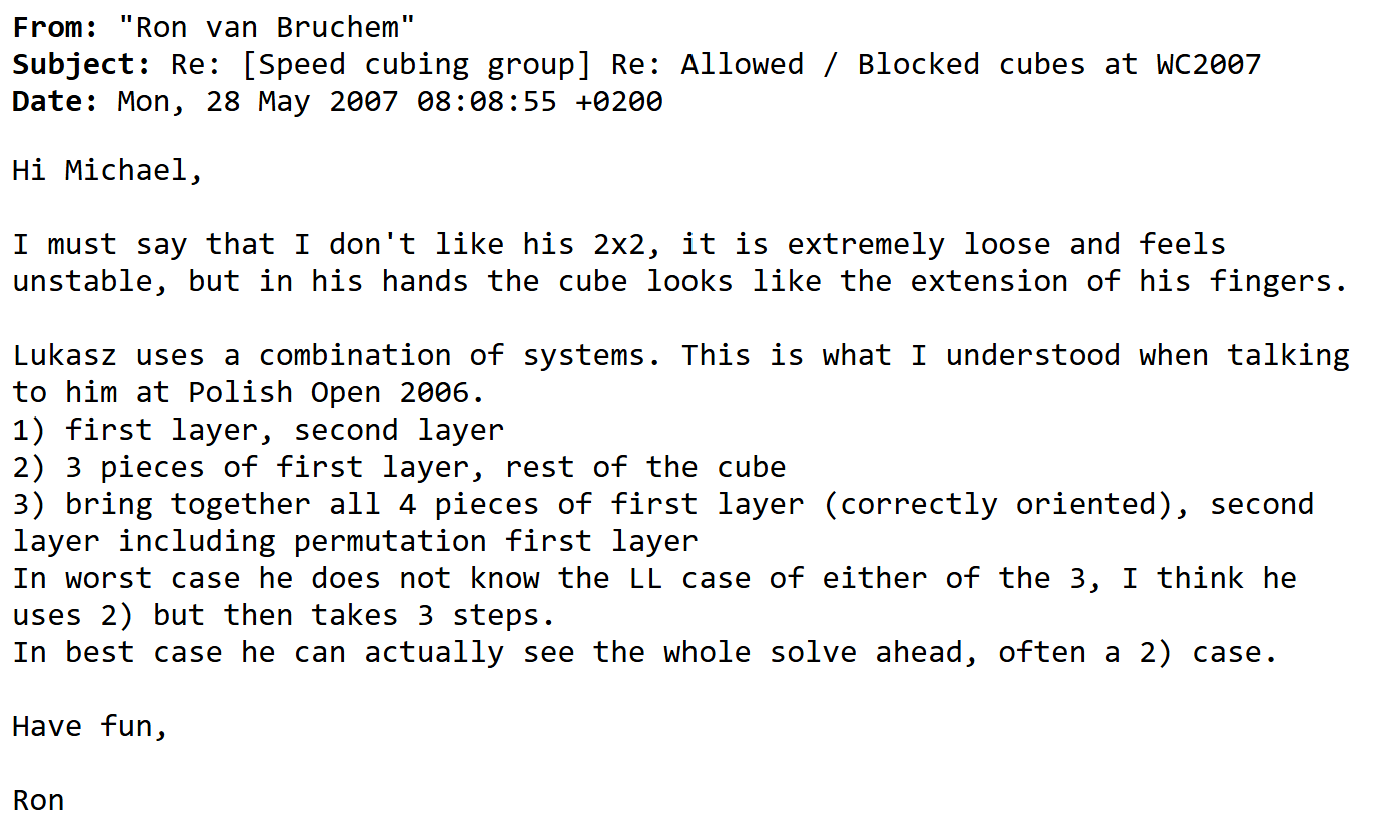 From: "Ron van Bruchem"
Subject: Re: [Speed cubing group] Re: Allowed / Blocked cubes at WC2007
Date: Mon, 28 May 2007 08:08:55 +0200
Hi Michael,
I must say that I don't like his 2x2, it is extremely loose and feels
unstable, but in his hands the cube looks like the extension of his fingers.
Lukasz uses a combination of systems. This is what I understood when talking
to him at Polish Open 2006.
1) first layer, second layer
2) 3 pieces of first layer, rest of the cube
3) bring together all 4 pieces of first layer (correctly oriented), second
layer including permutation first layer
In worst case he does not know the LL case of either of the 3, I think he
uses 2) but then takes 3 steps.
In best case he can actually see the whole solve ahead, often a 2) case.
Have fun,
Ron